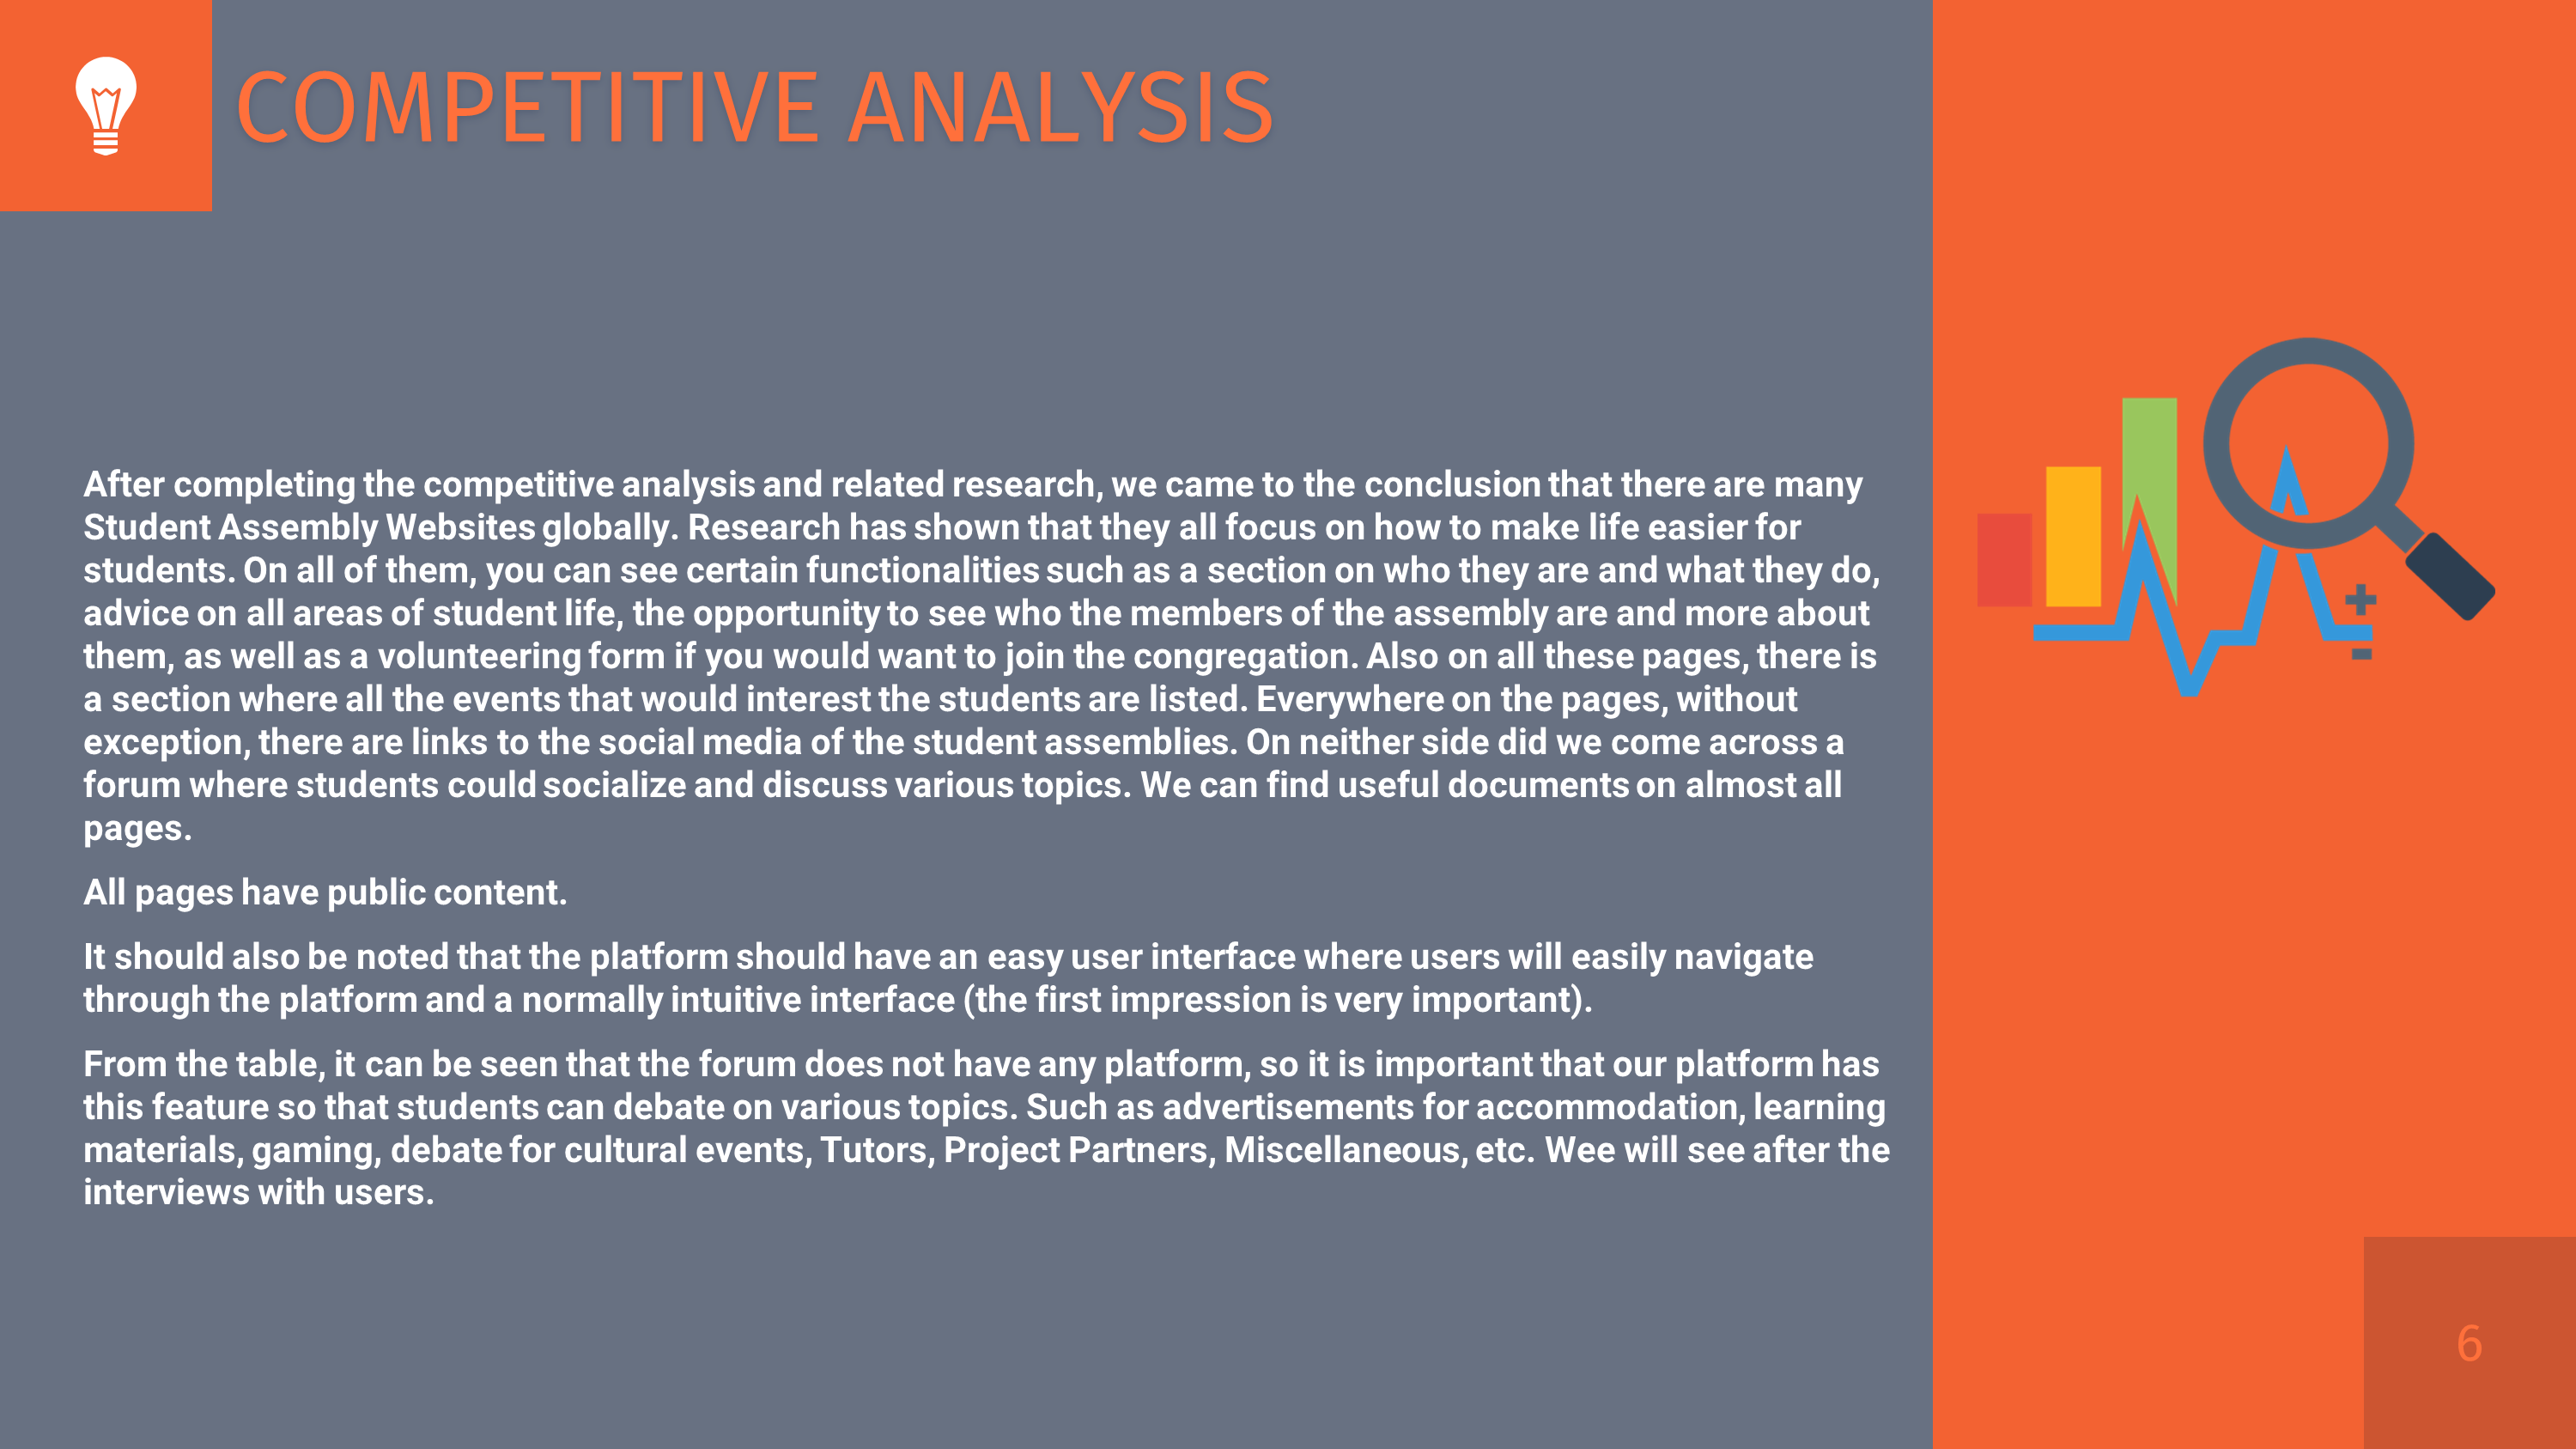 COMPETITIVE ANALYSIS
After completing the competitive analysis and related research, we came to the conclusion that there are many
Student Assembly Websites globally. Research has shown that they all focus on how to make life easier for
students. On all of them, you can see certain functionalities such as a section on who they are and what they do,
advice on all areas of student life, the opportunity to see who the members of the assembly are and more about
them, as well as a volunteering form if you would want to join the congregation. Also on all these pages, there is
a section where all the events that would interest the students are listed. Everywhere on the pages, without
exception, there are links to the social media of the student assemblies. On neither side did we come across a
forum where students could socialize and discuss various topics. We can find useful documents on almost all
pages.
All pages have public content.
It should also be noted that the platform should have an easy user interface where users will easily navigate
through the platform and a normally intuitive interface (the first impression is very important).
From the table, it can be seen that the forum does not have any platform, so it is important that our platform has
this feature so that students can debate on various topics. Such as advertisements for accommodation, learning
materials, gaming, debate for cultural events, Tutors, Project Partners, Miscellaneous, etc. Wee will see after the
interviews with users.
6